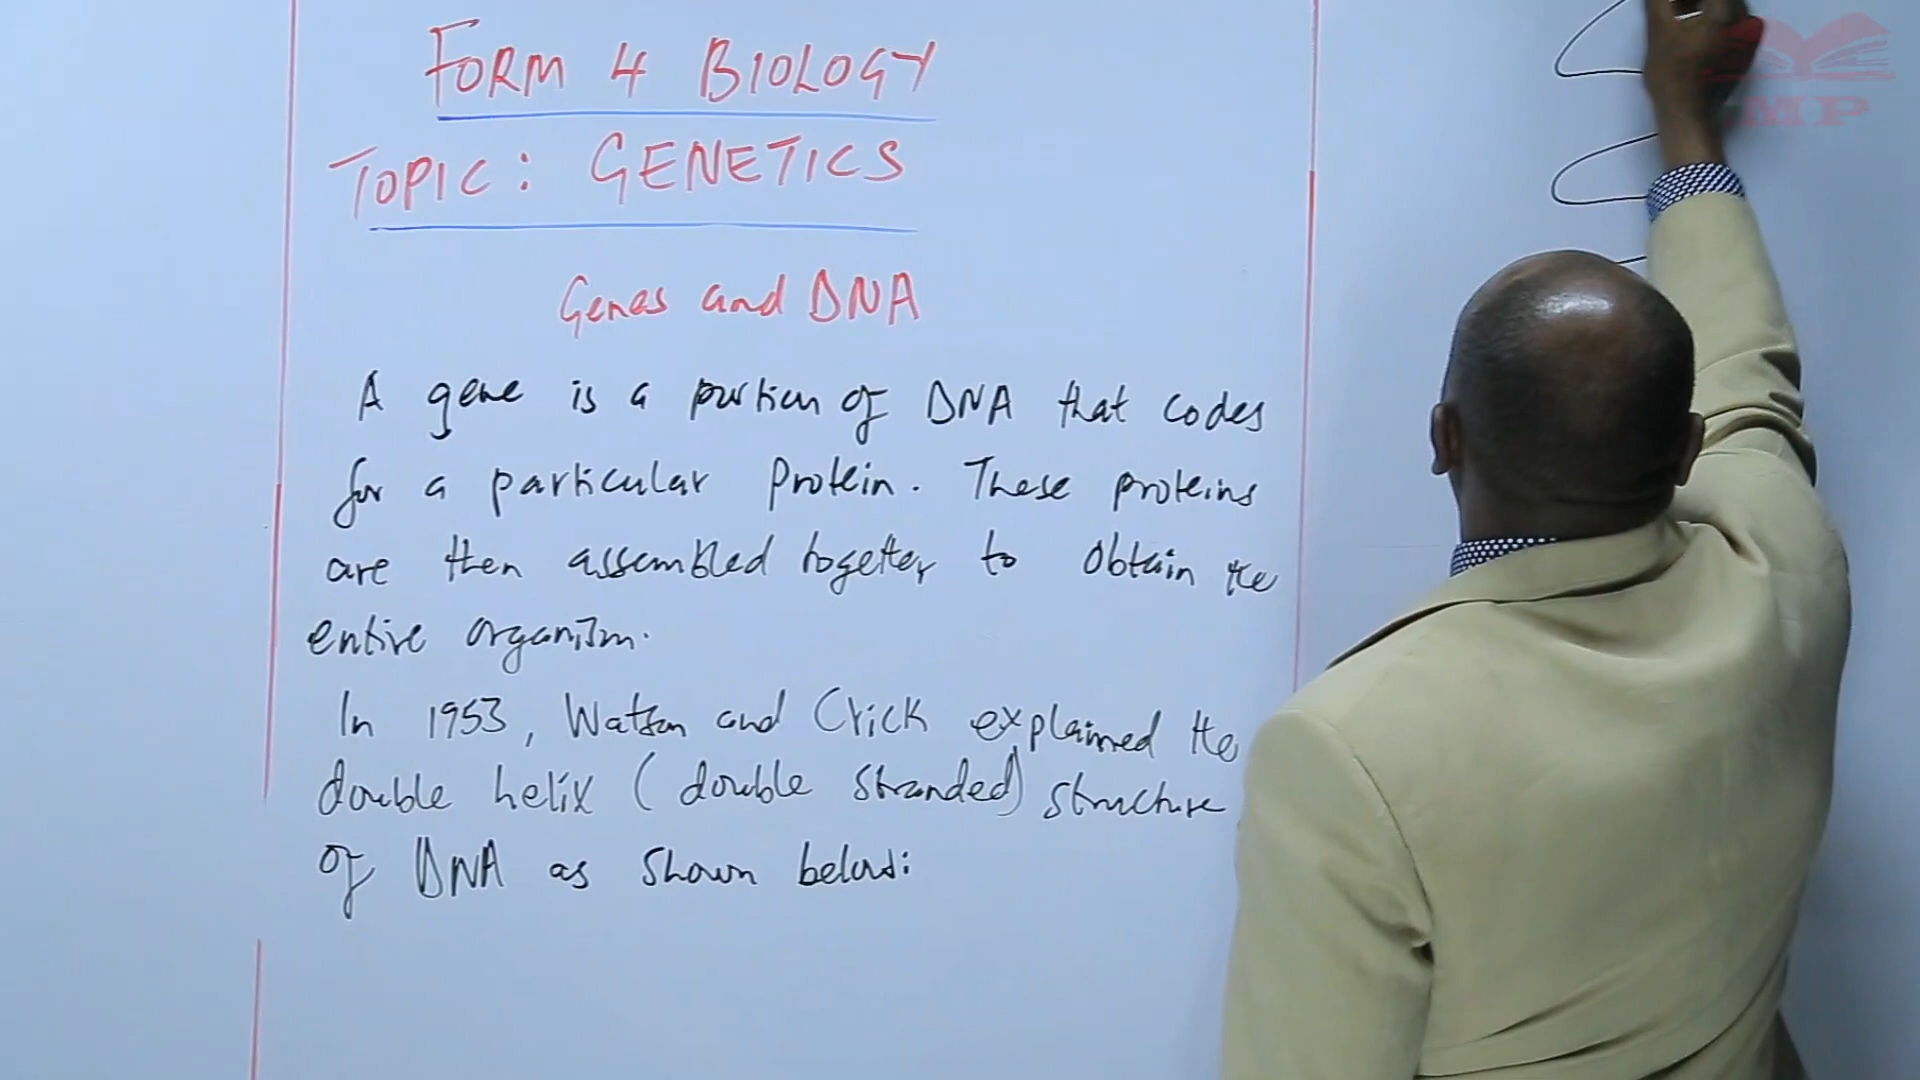 FORM 4 BIOLOGY
TOPIC: GENETICS
Genes and DNA
A gene is a portion of DNA that codes
for a particular protein. These proteins
are then assembled together to obtain the
entire organism.
In 1953, Watson and Crick explained the
double helix (double stranded) structure
of DNA as shown below:
MP